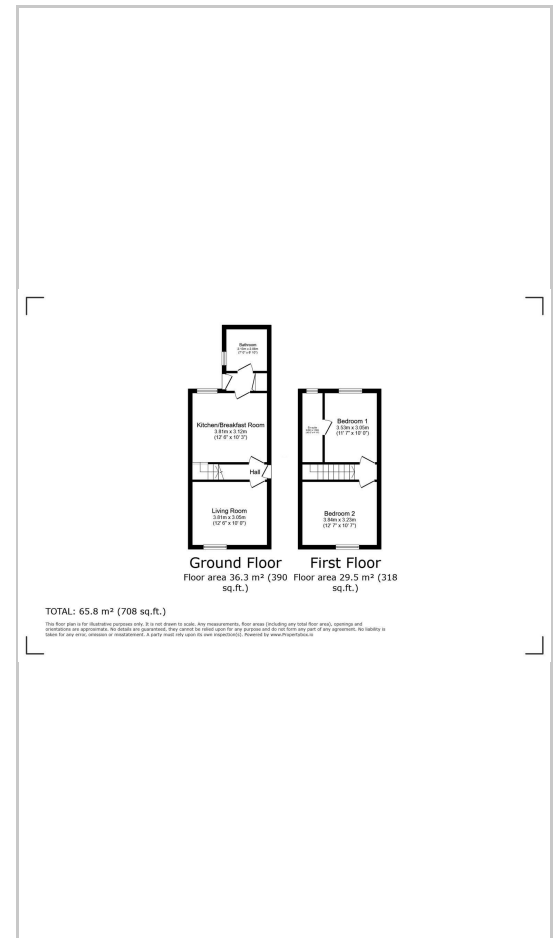 Bathroom
Kitchen/Breakfast Room
3.81m x 3.12m
(12' 6" x 10' 3")
Hall
Living Room
3.81m x 3.05m
(12' 6" x 10' 0")
Bedroom 1
3.53m x 3.05m
(11' 7" x 10' 0")
Bedroom 2
3.84m x 3.23m
(12' 7" x 10' 7")
Ground Floor
Floor area 36.3 m² (390
sq.ft.)
First Floor
Floor area 29.5 m² (318
sq.ft.)
TOTAL: 65.8 m² (708 sq.ft.)
This floor plan is for illustrative purposes only. It is not drawn to scale. Any measurements, floor areas (including any total floor area), openings and
orientations are approximate. No details are guaranteed, they cannot be relied upon for any purpose and do not form any part of any agreement. No liability is
taken for any error, omission or misstatement. A party must rely upon its own inspection(s). Powered by www.Propertybox.io